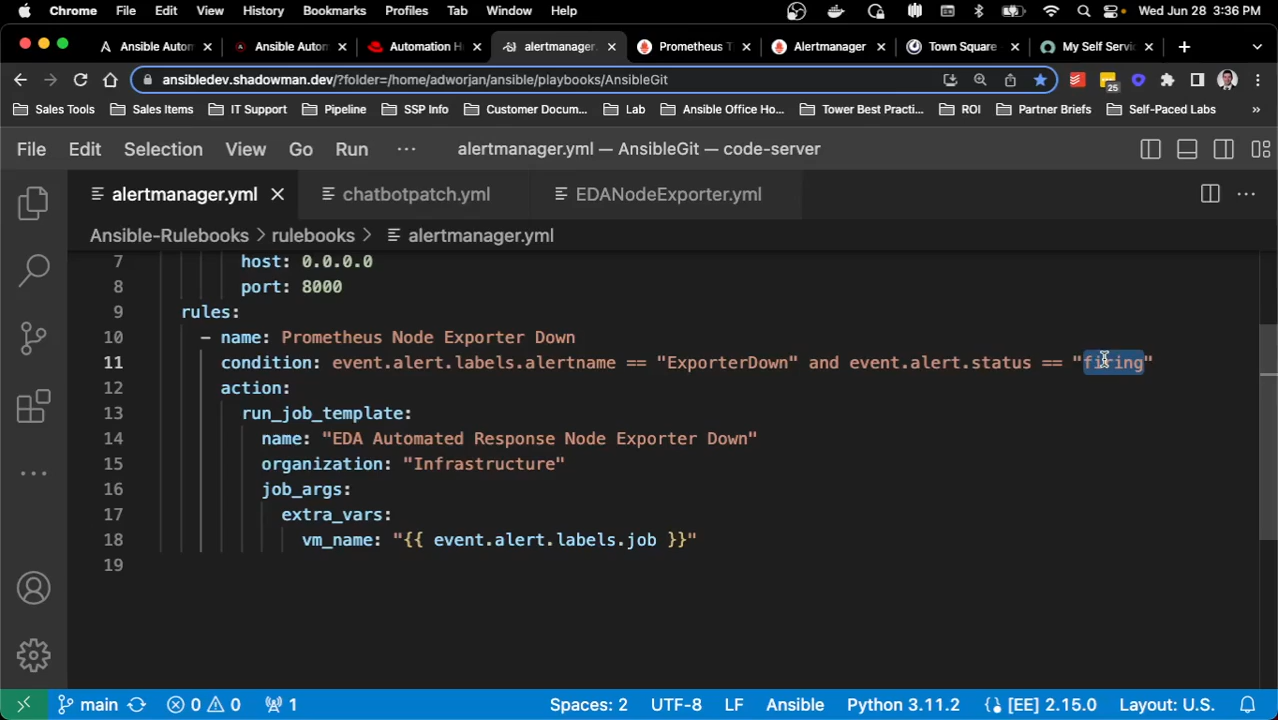 Chrome File Edit View History Bookmarks Profiles Tab Window Help Wed Jun 28 3:36 PM
Ansible Auton Ansible Auton Automation H alertmanager. Prometheus T Alertmanager Town Square My Self Servi
ansibledev.shadowman.dev/?folder=/home/adworjan/ansible/playbooks/AnsibleGit 25
Sales Tools Sales Items IT Support Pipeline SSP Info Customer Docum... Lab Ansible Office Ho... Tower Best Practi... ROI Partner Briefs Self-Paced Labs »
File Edit Selection View Go Run ··· alertmanager.yml — AnsibleGit — code-server
alertmanager.yml chatbotpatch.yml EDANodeExporter.yml ···
Ansible-Rulebooks > rulebooks > alertmanager.yml
7 host: 0.0.0.0
8 port: 8000
9 rules:
10 - name: Prometheus Node Exporter Down
11 condition: event.alert.labels.alertname == "ExporterDown" and event.alert.status == "firing"
12 action:
13 run_job_template:
14 name: "EDA Automated Response Node Exporter Down"
15 organization: "Infrastructure"
16 job_args:
17 extra_vars:
18 vm_name: "{{ event.alert.labels.job }}"
19
main 0 0 1 Spaces: 2 UTF-8 LF Ansible Python 3.11.2 [EE] 2.15.0 Layout: U.S.